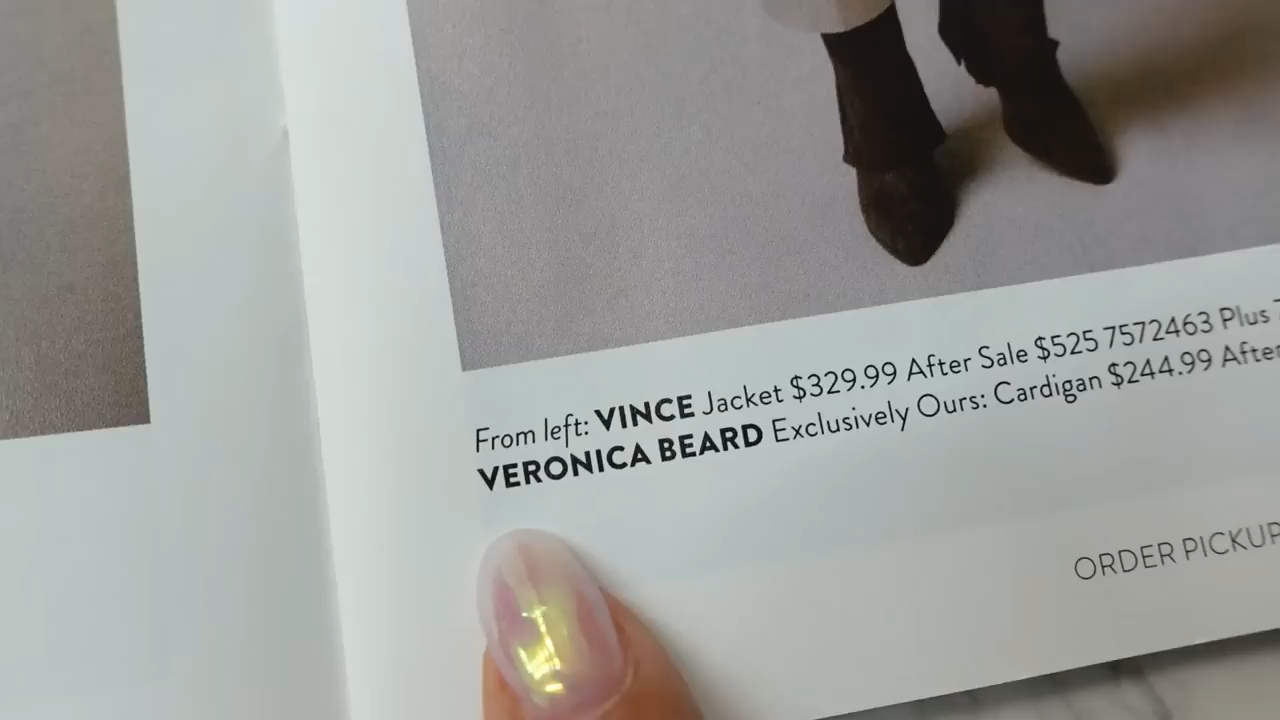 From left: VINCE Jacket $329.99 After Sale $525 7572463 Plus
VERONICA BEARD Exclusively Ours: Cardigan $244.99 After
ORDER PICKUP